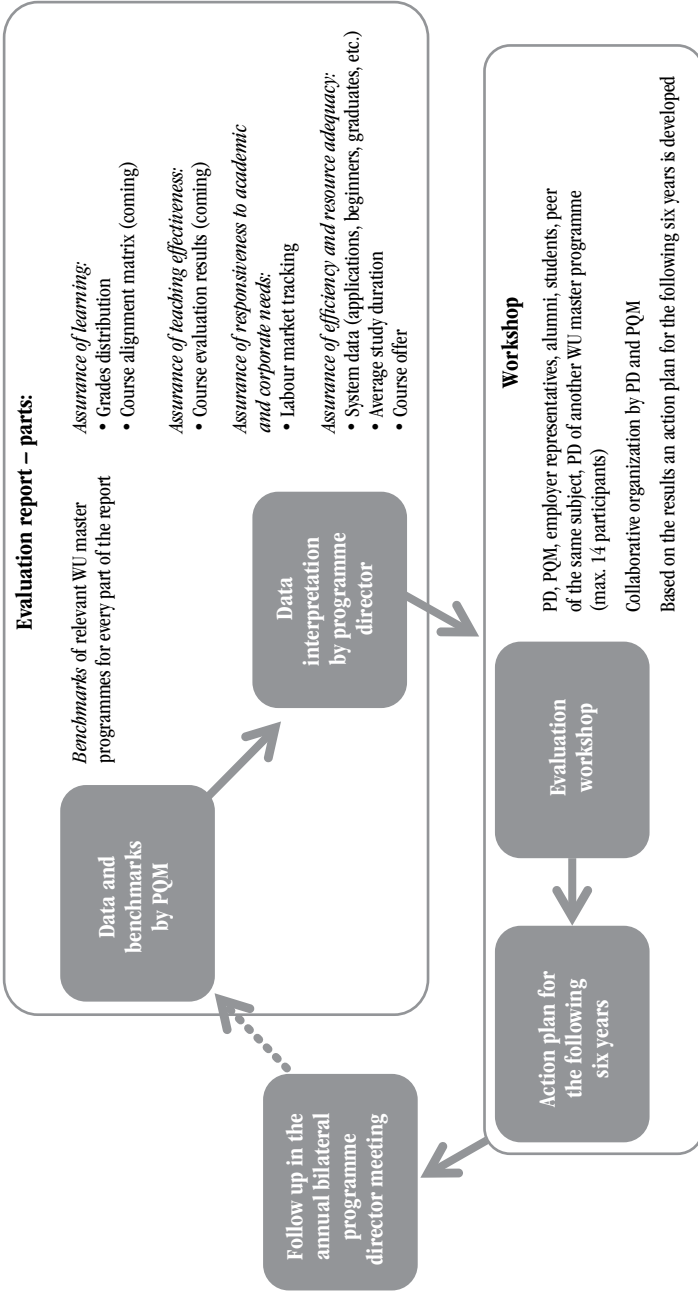 Evaluation report – parts:
Benchmarks of relevant WU master
programmes for every part of the report
Assurance of learning:
• Grades distribution
• Course alignment matrix (coming)
Assurance of teaching effectiveness:
• Course evaluation results (coming)
Assurance of responsiveness to academic
and corporate needs:
• Labour market tracking
Assurance of efficiency and resource adequacy:
• System data (applications, beginners, graduates, etc.)
• Average study duration
• Course offer
Data and
benchmarks
by PQM
Data
interpretation
by programme
director
Follow up in the
annual bilateral
programme
director meeting
Workshop
Action plan for
the following
six years
Evaluation
workshop
PD, PQM, employer representatives, alumni, students, peer
of the same subject, PD of another WU master programme
(max. 14 participants)
Collaborative organization by PD and PQM
Based on the results an action plan for the following six years is developed